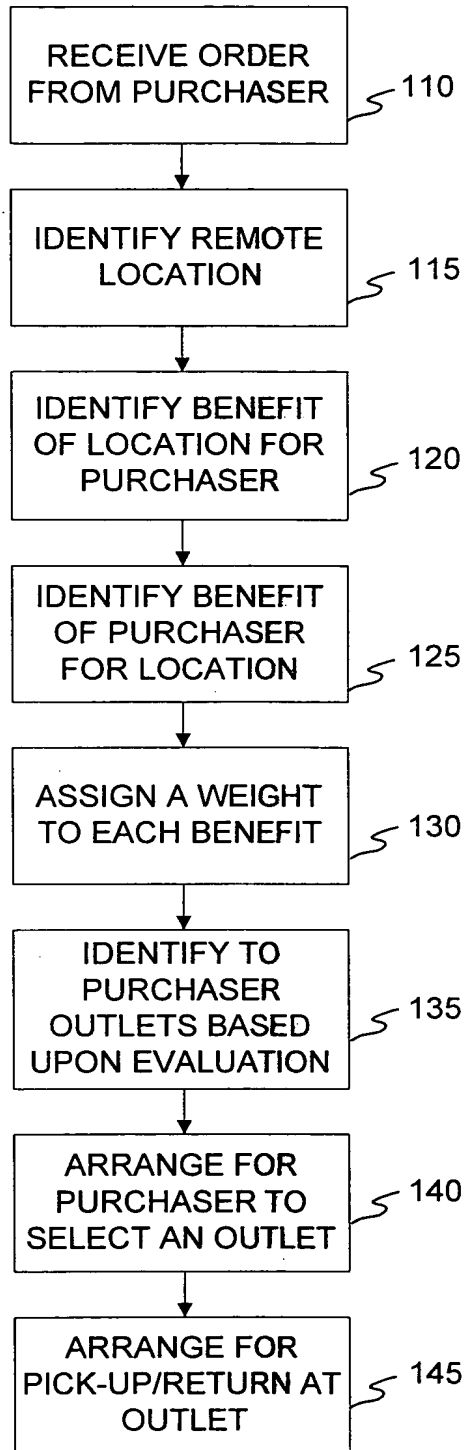 RECEIVE ORDER
FROM PURCHASER
110
IDENTIFY REMOTE
LOCATION
115
IDENTIFY BENEFIT
OF LOCATION FOR
PURCHASER
120
IDENTIFY BENEFIT
OF PURCHASER
FOR LOCATION
125
ASSIGN A WEIGHT
TO EACH BENEFIT
130
IDENTIFY TO
PURCHASER
OUTLETS BASED
UPON EVALUATION
135
ARRANGE FOR
PURCHASER TO
SELECT AN OUTLET
140
ARRANGE FOR
PICK-UP/RETURN AT
OUTLET
145